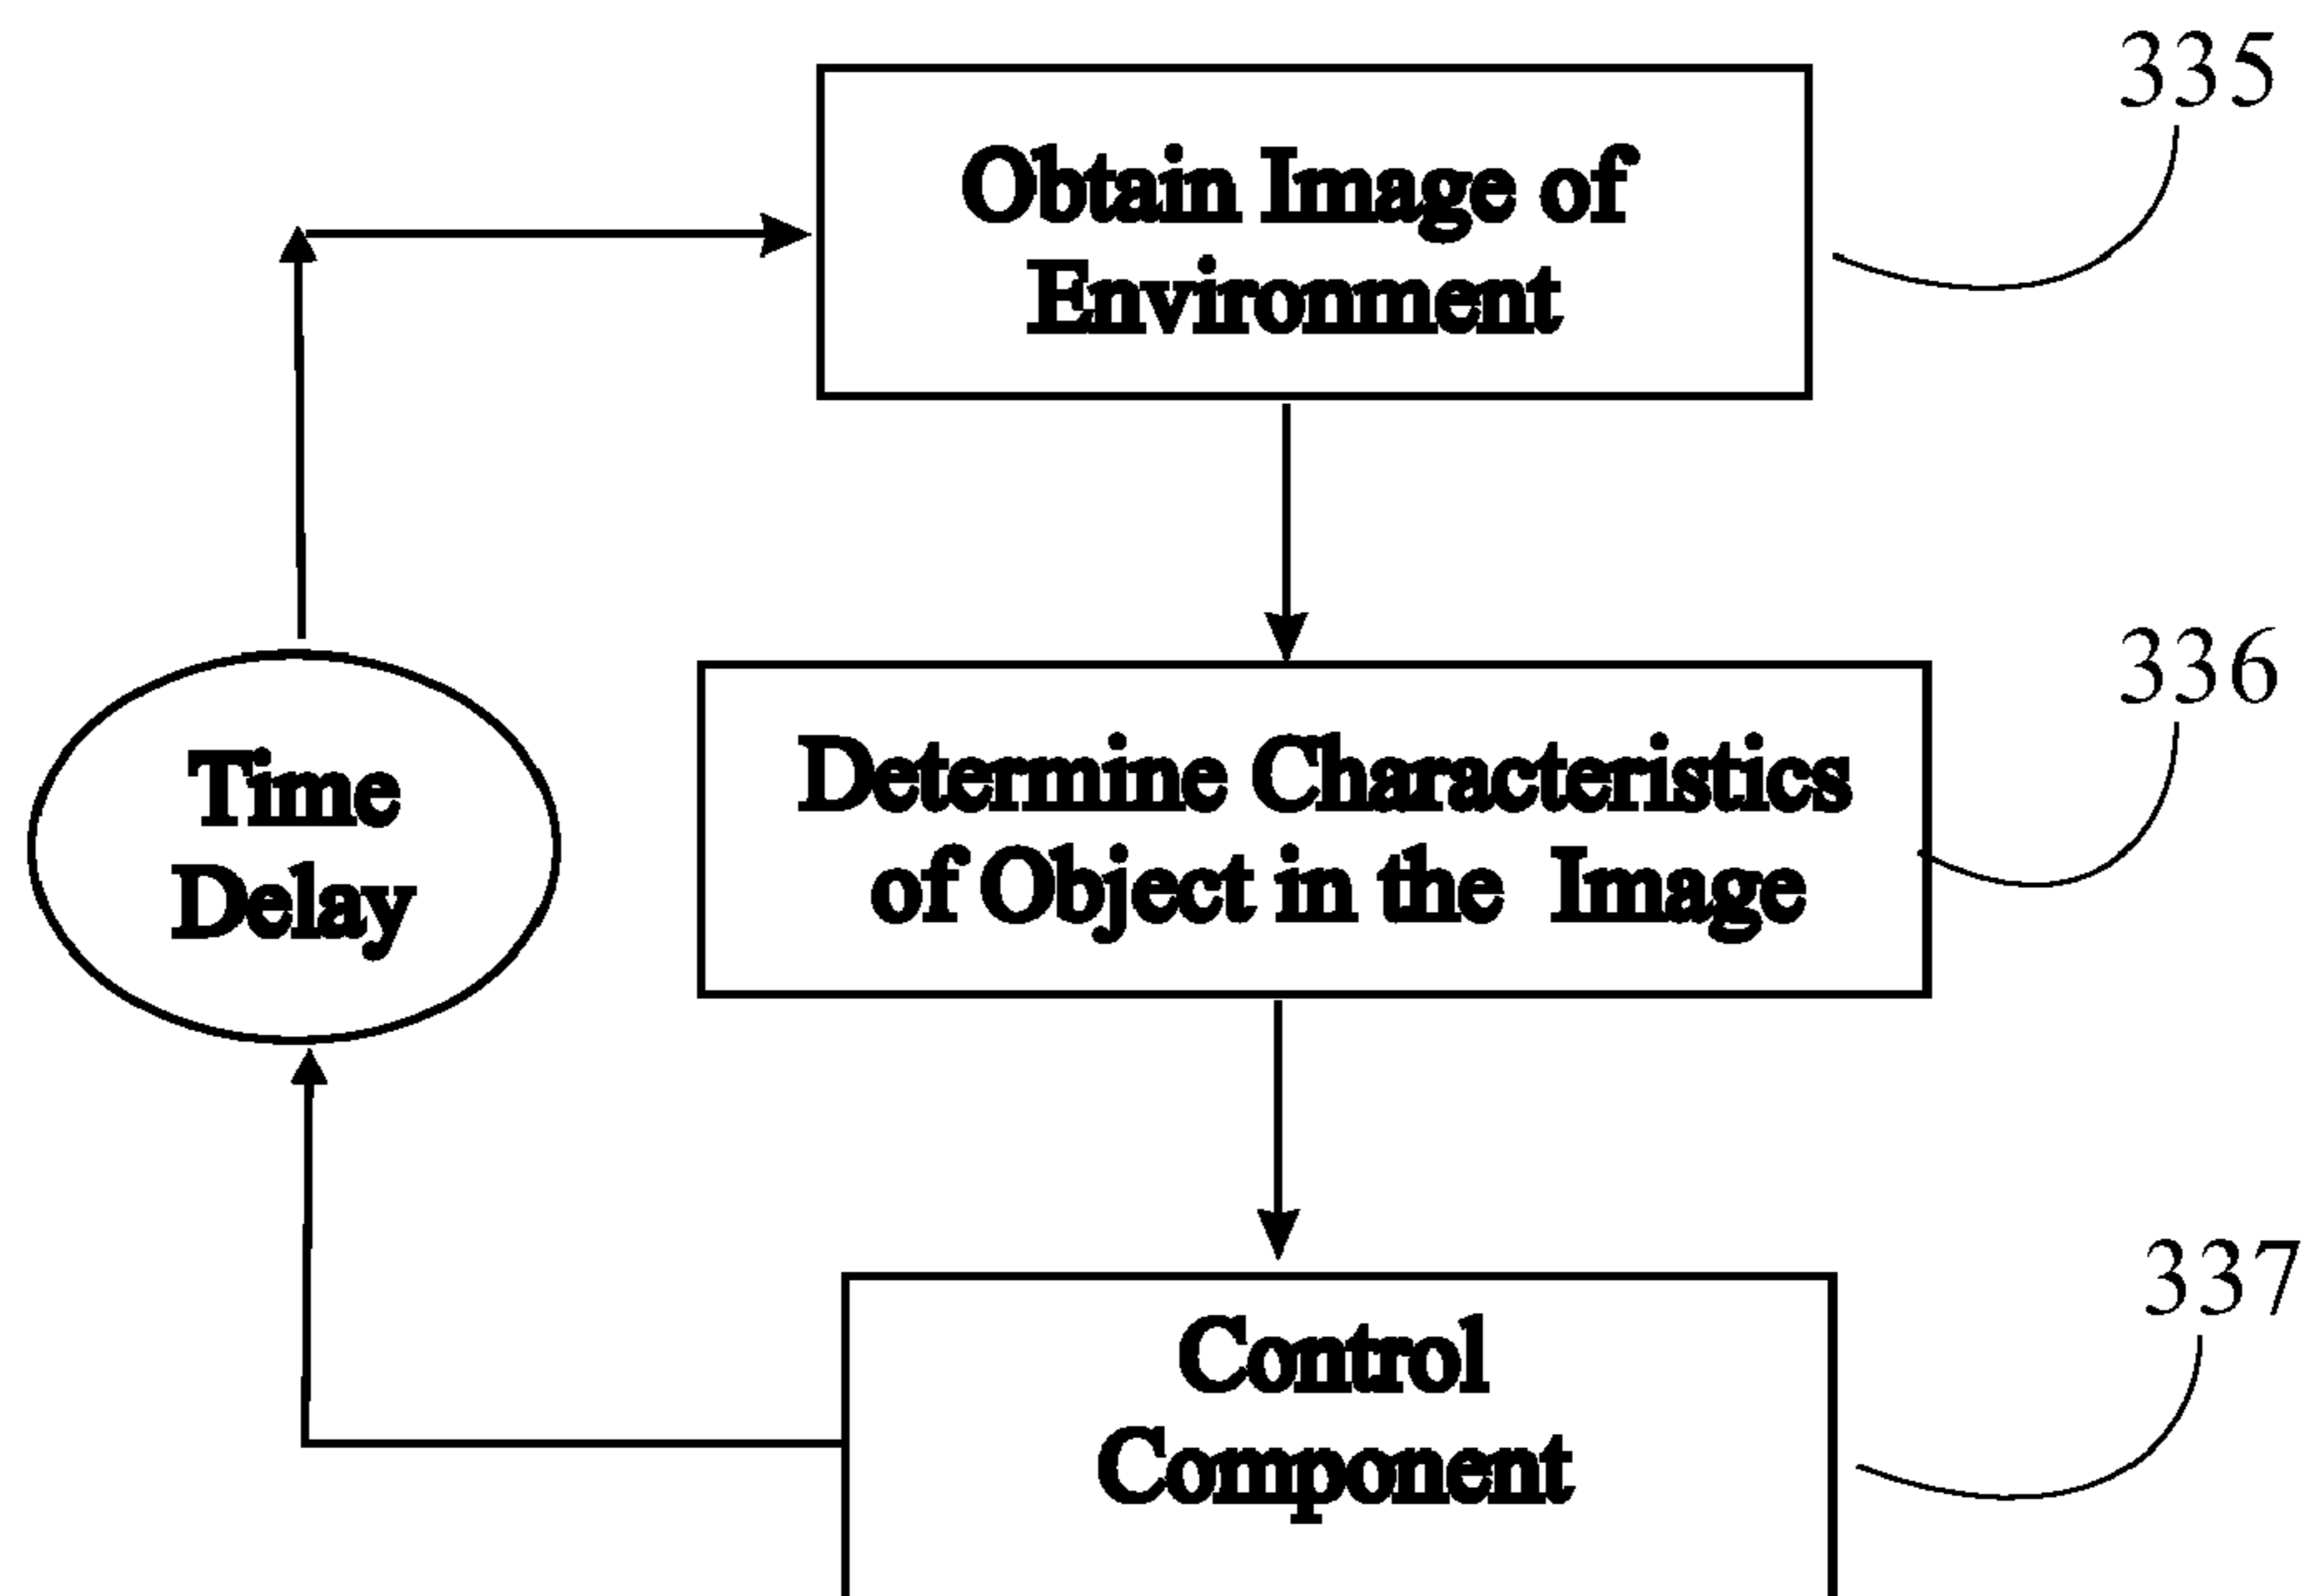 335
Obtain Image of
Environment
336
Time
Delay
Determine Characteristics
of Object in the Image
337
Control
Component